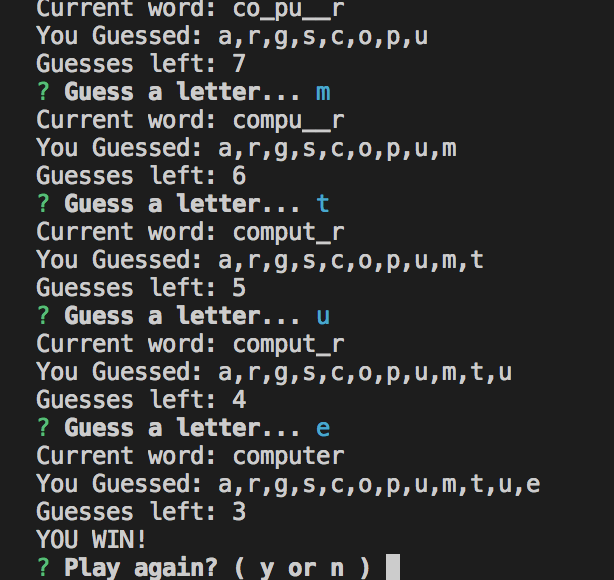 Current word: co_pu__r
You Guessed: a,r,g,s,c,o,p,u
Guesses left: 7
? Guess a letter... m
Current word: compu__r
You Guessed: a,r,g,s,c,o,p,u,m
Guesses left: 6
? Guess a letter... t
Current word: comput_r
You Guessed: a,r,g,s,c,o,p,u,m,t
Guesses left: 5
? Guess a letter... u
Current word: comput_r
You Guessed: a,r,g,s,c,o,p,u,m,t,u
Guesses left: 4
? Guess a letter... e
Current word: computer
You Guessed: a,r,g,s,c,o,p,u,m,t,u,e
Guesses left: 3
YOU WIN!
? Play again? ( y or n )